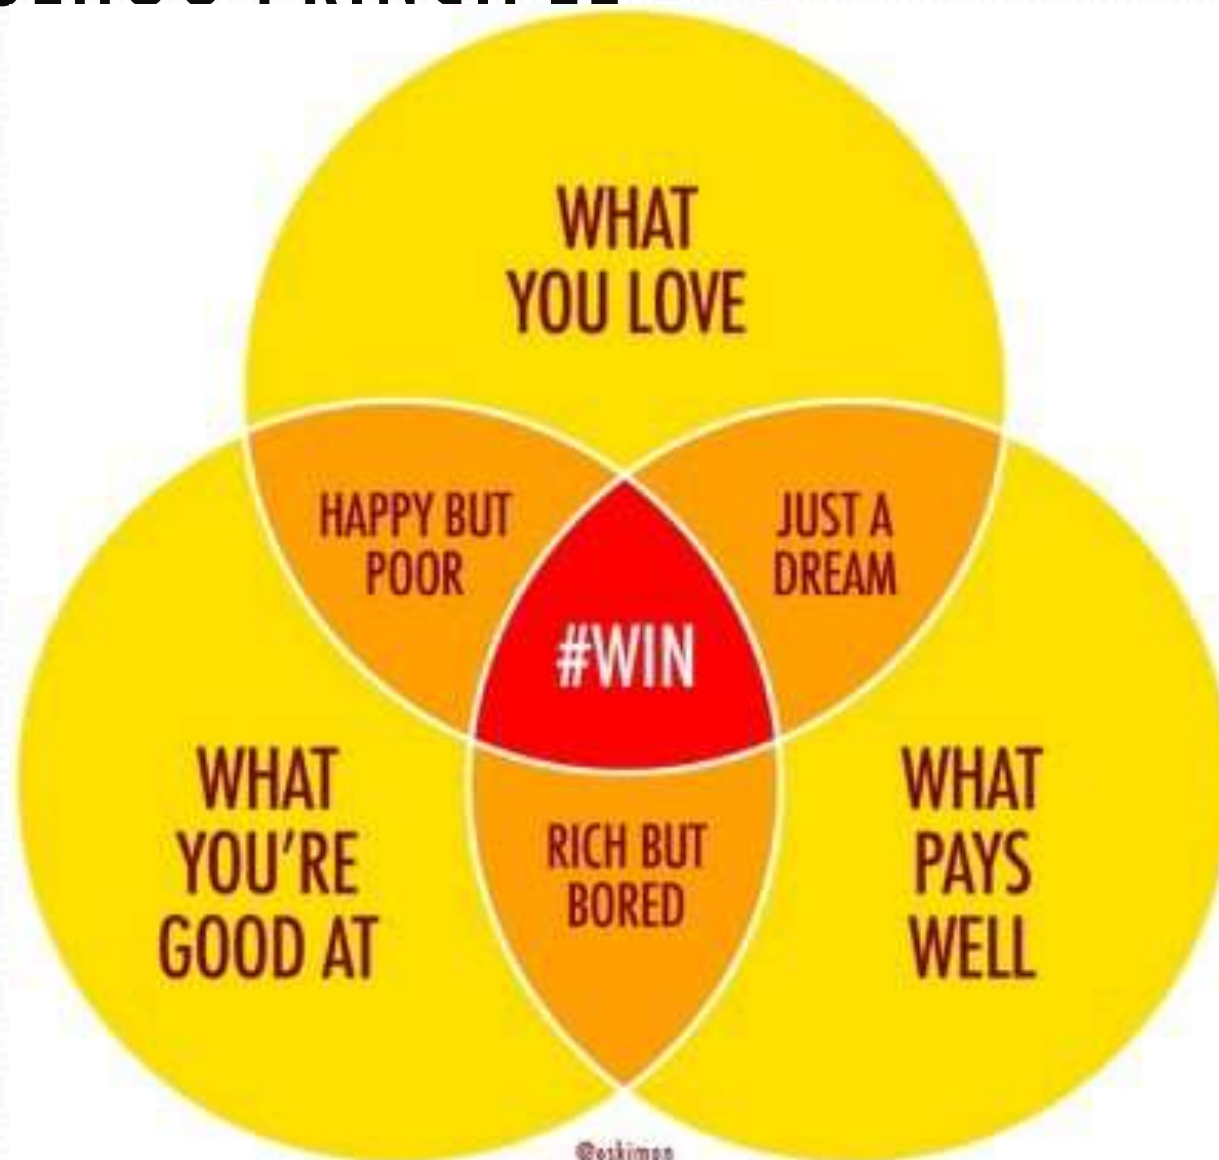 WHAT
YOU LOVE
HAPPY BUT
POOR
JUST A
DREAM
#WIN
WHAT
YOU'RE
GOOD AT
RICH BUT
BORED
WHAT
PAYS
WELL
@eskimon